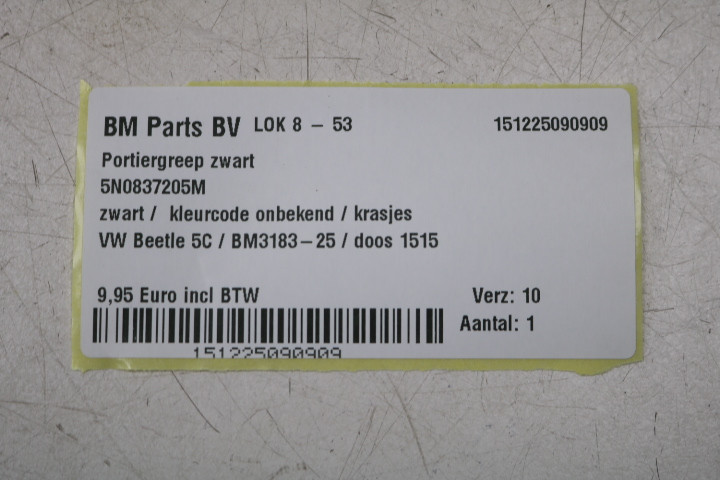 BM Parts BV LOK 8 - 53 151225090909
Portiergreep zwart
5N0837205M
zwart / kleurcode onbekend / krasjes
VW Beetle 5C / BM3183-25 / doos 1515
9,95 Euro incl BTW Verz: 10
Aantal: 1
151225090909